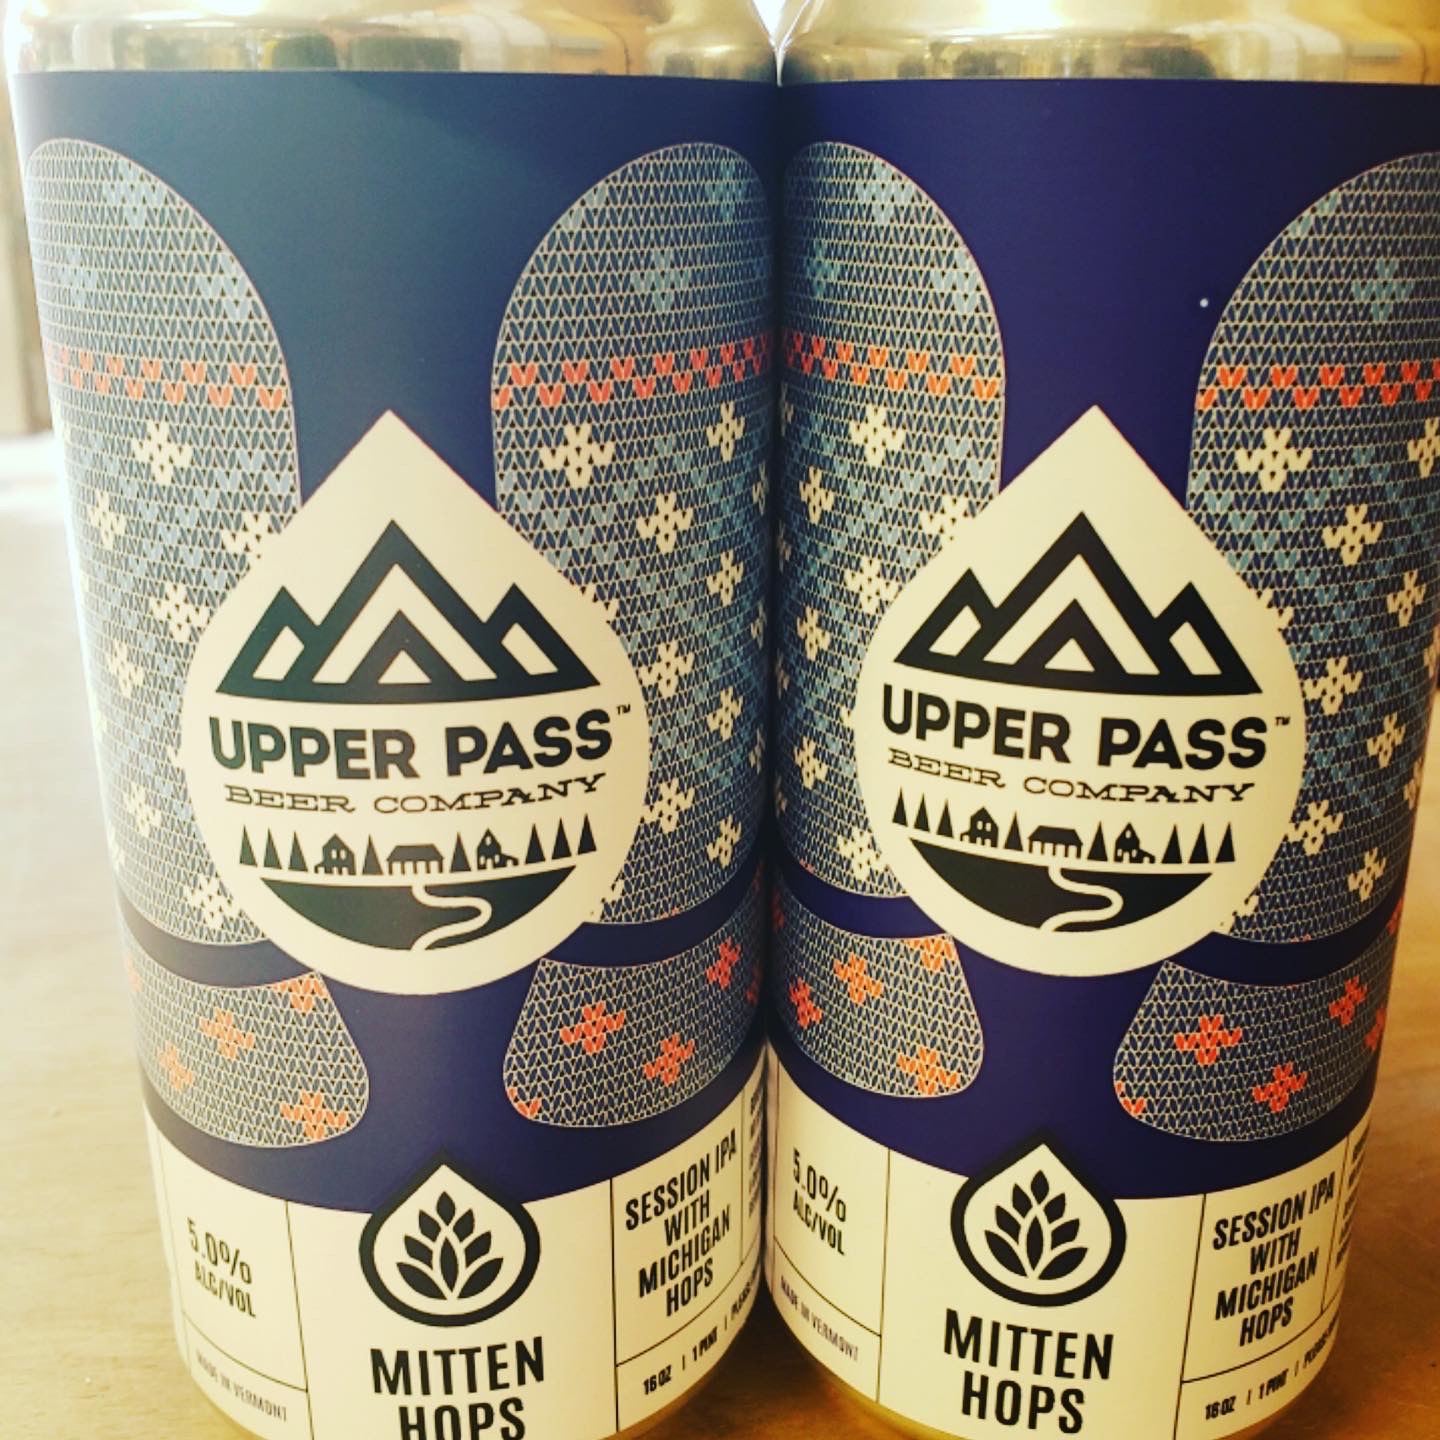 UPPER PASS™
BEER COMPANY
5.0%
ALC/VOL
MADE IN VERMONT
MITTEN
HOPS
SESSION IPA
WITH
MICHIGAN
HOPS
16 OZ | 1 PINT |
UPPER PASS™
BEER COMPANY
5.0%
ALC/VOL
MADE IN VERMONT
MITTEN
HOPS
SESSION IPA
WITH
MICHIGAN
HOPS
16 OZ | 1 PINT |